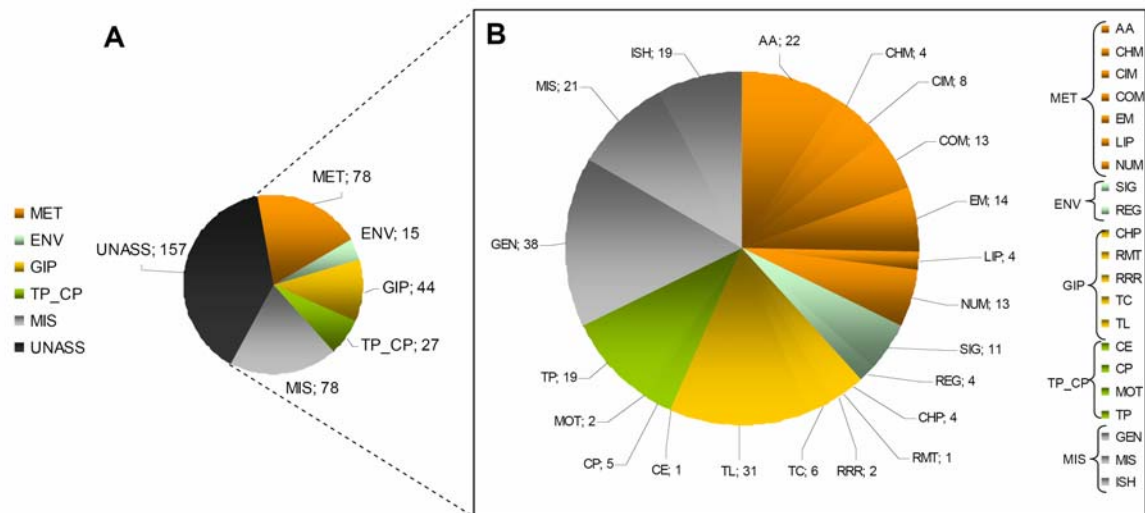 A
MET
ENV
GIP
TP_CP
MIS
UNASS
MET; 78
ENV; 15
GIP; 44
TP_CP; 27
MIS; 78
UNASS; 157
B
AA; 22
CHM; 4
CIM; 8
COM; 13
EM; 14
LIP; 4
NUM; 13
SIG; 11
REG; 4
CHP; 4
RMT; 1
RRR; 2
TC; 6
TL; 31
CE; 1
CP; 5
MOT; 2
TP; 19
GEN; 38
MIS; 21
ISH; 19
MET
AA
CHM
CIM
COM
EM
LIP
NUM
ENV
SIG
REG
GIP
CHP
RMT
RRR
TC
TL
TP_CP
CE
CP
MOT
TP
MIS
GEN
MIS
ISH